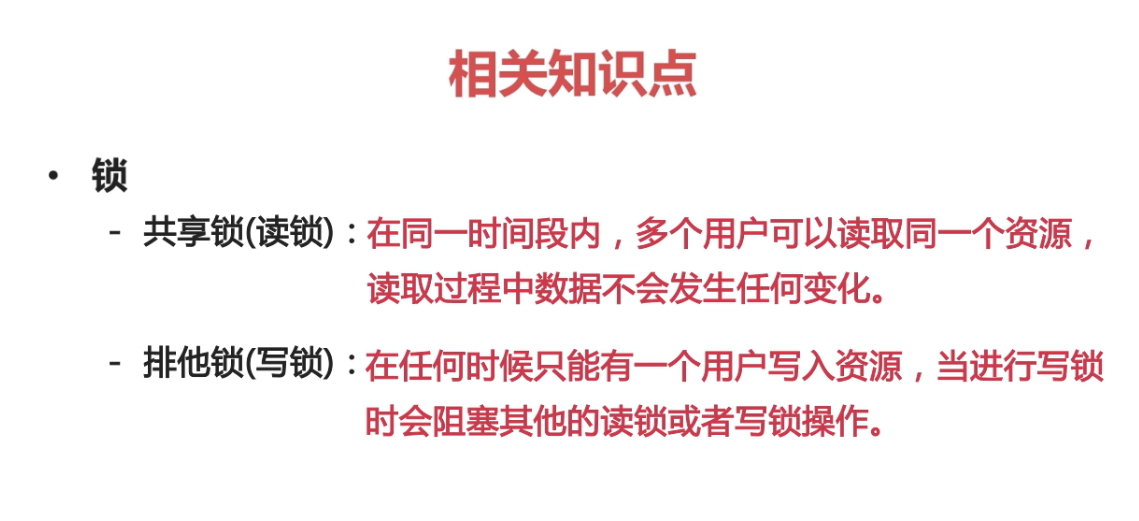 相关知识点
• 锁
- 共享锁(读锁)：在同一时间段内，多个用户可以读取同一个资源，
读取过程中数据不会发生任何变化。
- 排他锁(写锁)：在任何时候只能有一个用户写入资源，当进行写锁
时会阻塞其他的读锁或者写锁操作。